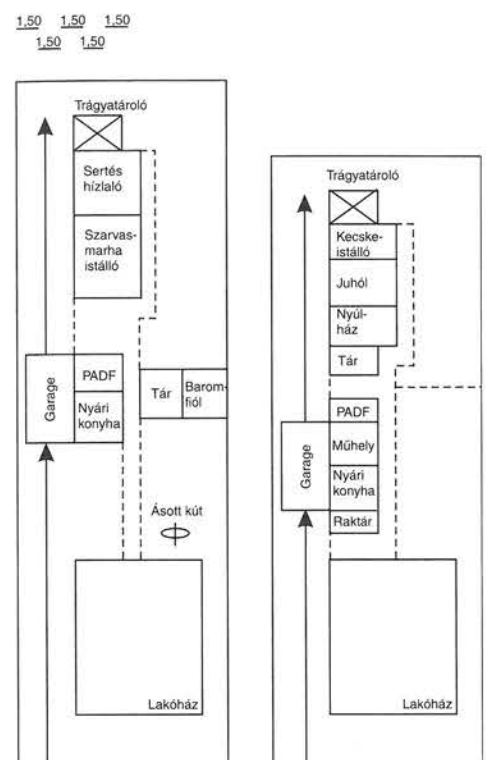 1,50 1,50 1,50
1,50 1,50
Trágyatároló
Sertés
hízlaló
Szarvas-
marha
istálló
Garage
PADF
Nyári
konyha
Tár
Barom-
fiól
Ásott kút
Lakóház
Trágyatároló
Kecske-
istálló
Juhól
Nyúl-
ház
Tár
PADF
Garage
Műhely
Nyári
konyha
Raktár
Lakóház